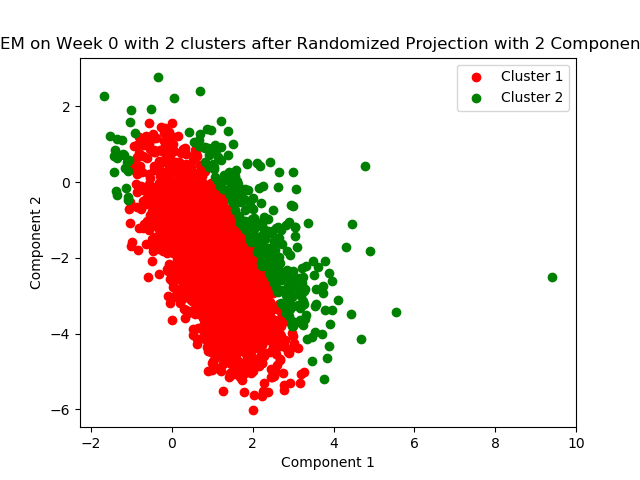 EM on Week 0 with 2 clusters after Randomized Projection with 2 Componen
Cluster 1
Cluster 2
2
0
−2
−4
−6
Component 2
−2 0 2 4 6 8 10
Component 1